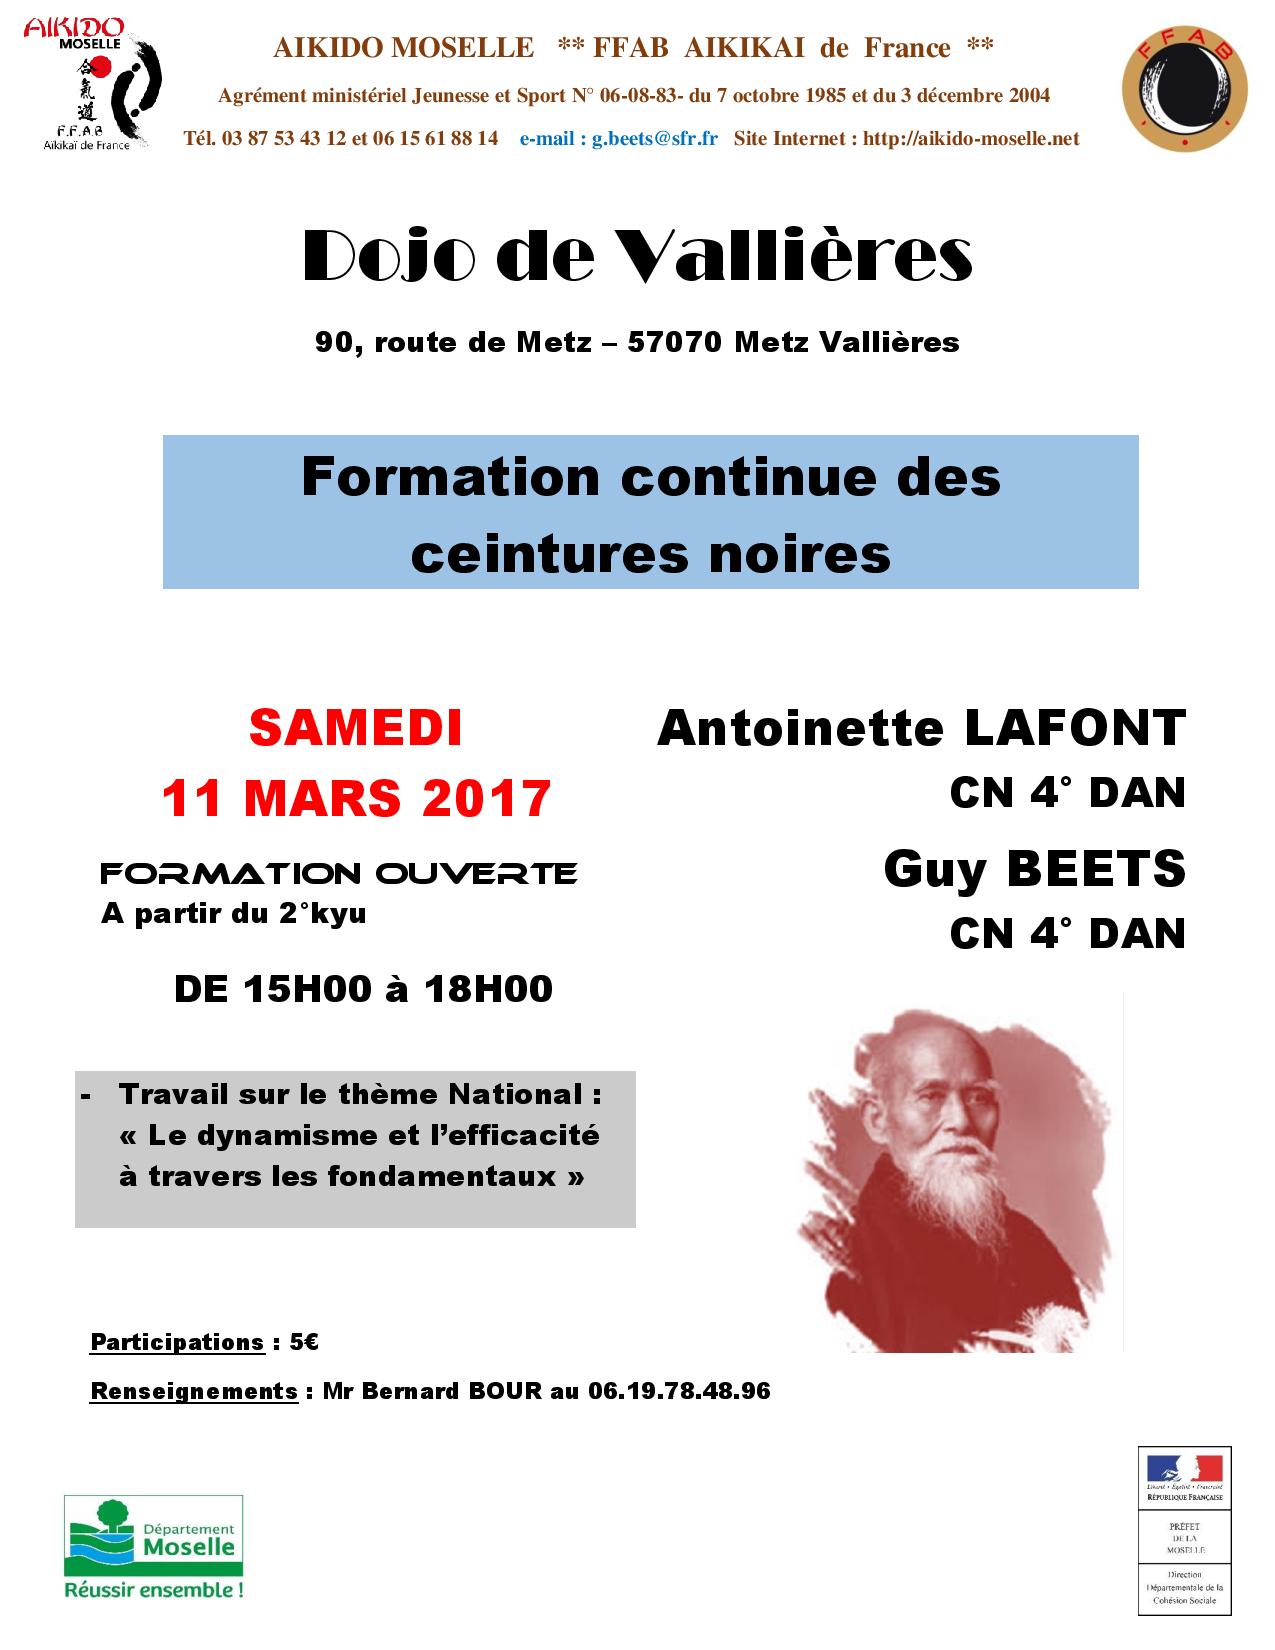 AIKIDO
MOSELLE
合
氣
道
F.F.A.B
Aïkikaï de France
AIKIDO MOSELLE ** FFAB AIKIKAI de France **
Agrément ministériel Jeunesse et Sport N° 06-08-83- du 7 octobre 1985 et du 3 décembre 2004
Tél. 03 87 53 43 12 et 06 15 61 88 14 e-mail : g.beets@sfr.fr Site Internet : http://aikido-moselle.net
FFAB
Dojo de Vallières
90, route de Metz – 57070 Metz Vallières
Formation continue des
ceintures noires
SAMEDI
11 MARS 2017
FORMATION OUVERTE
A partir du 2°kyu
DE 15H00 à 18H00
Antoinette LAFONT
CN 4° DAN
Guy BEETS
CN 4° DAN
- Travail sur le thème National :
« Le dynamisme et l’efficacité
à travers les fondamentaux »
Participations : 5€
Renseignements : Mr Bernard BOUR au 06.19.78.48.96
Département
Moselle
Réussir ensemble !
Liberté • Égalité • Fraternité
RÉPUBLIQUE FRANÇAISE
PRÉFET
DE LA
MOSELLE
Direction
Départementale de la
Cohésion Sociale